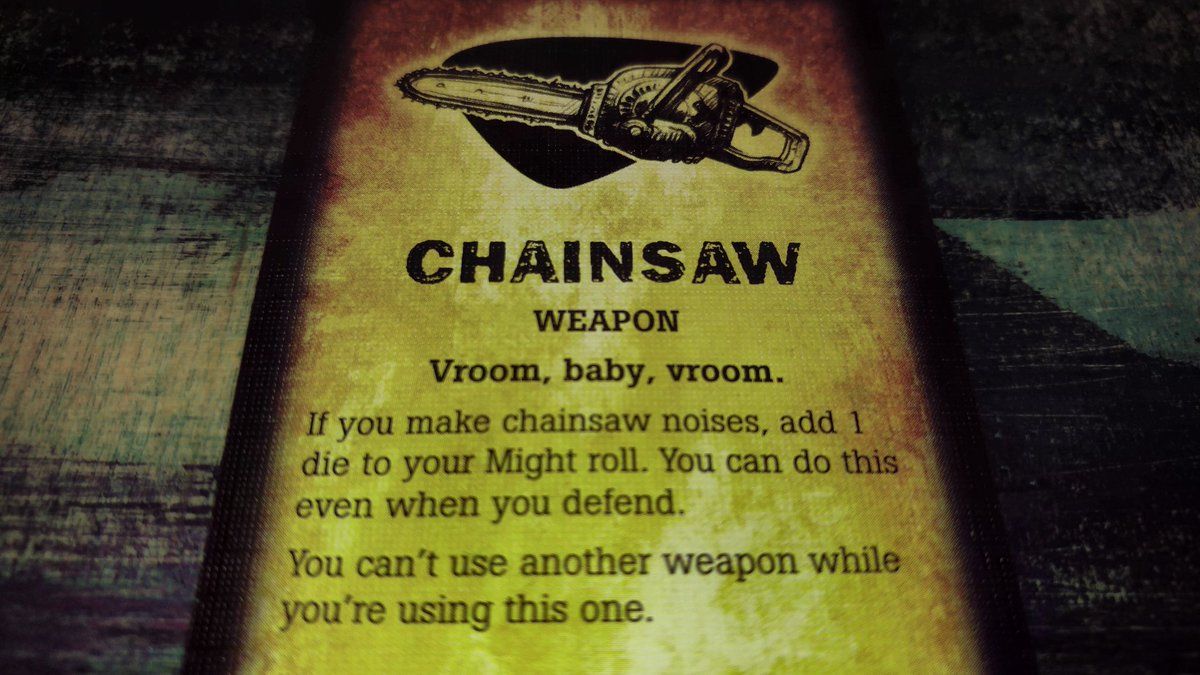 CHAINSAW
WEAPON
Vroom, baby, vroom.
If you make chainsaw noises, add 1
die to your Might roll. You can do this
even when you defend.
You can't use another weapon while
you're using this one.